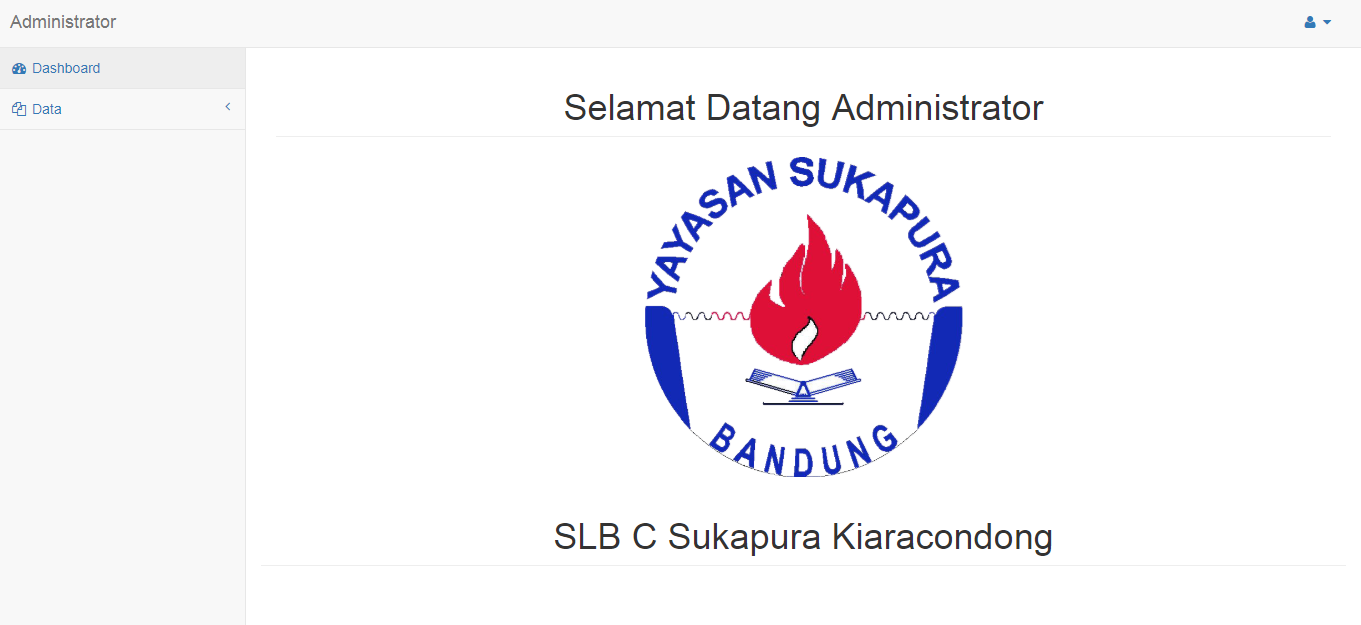 Administrator
Dashboard
Data
Selamat Datang Administrator
YAYASAN SUKAPURA
BANDUNG
SLB C Sukapura Kiaracondong